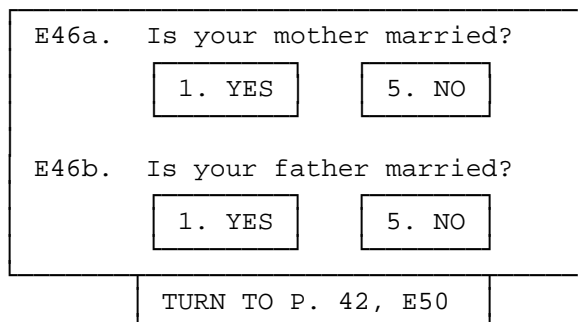 E46a. Is your mother married?
1. YES 5. NO
E46b. Is your father married?
1. YES 5. NO
TURN TO P. 42, E50